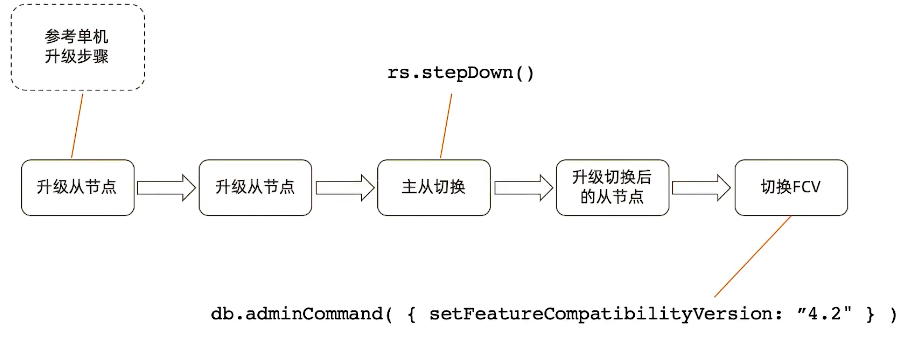 参考单机
升级步骤
rs.stepDown()
升级从节点
升级从节点
主从切换
升级切换后
的从节点
切换FCV
db.adminCommand( { setFeatureCompatibilityVersion: ”4.2" } )